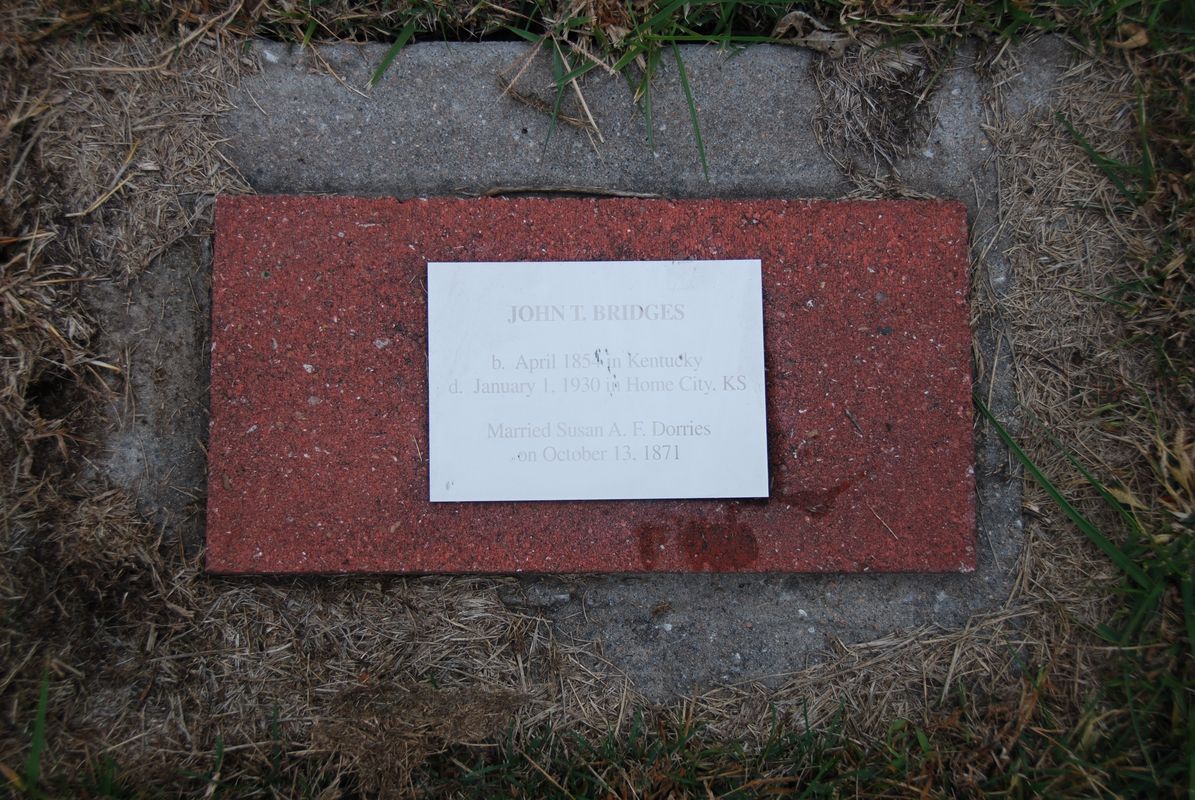 JOHN T. BRIDGES
b. April 1854 in Kentucky
d. January 1, 1930 in Home City, KS
Married Susan A. F. Dorries
on October 13, 1871